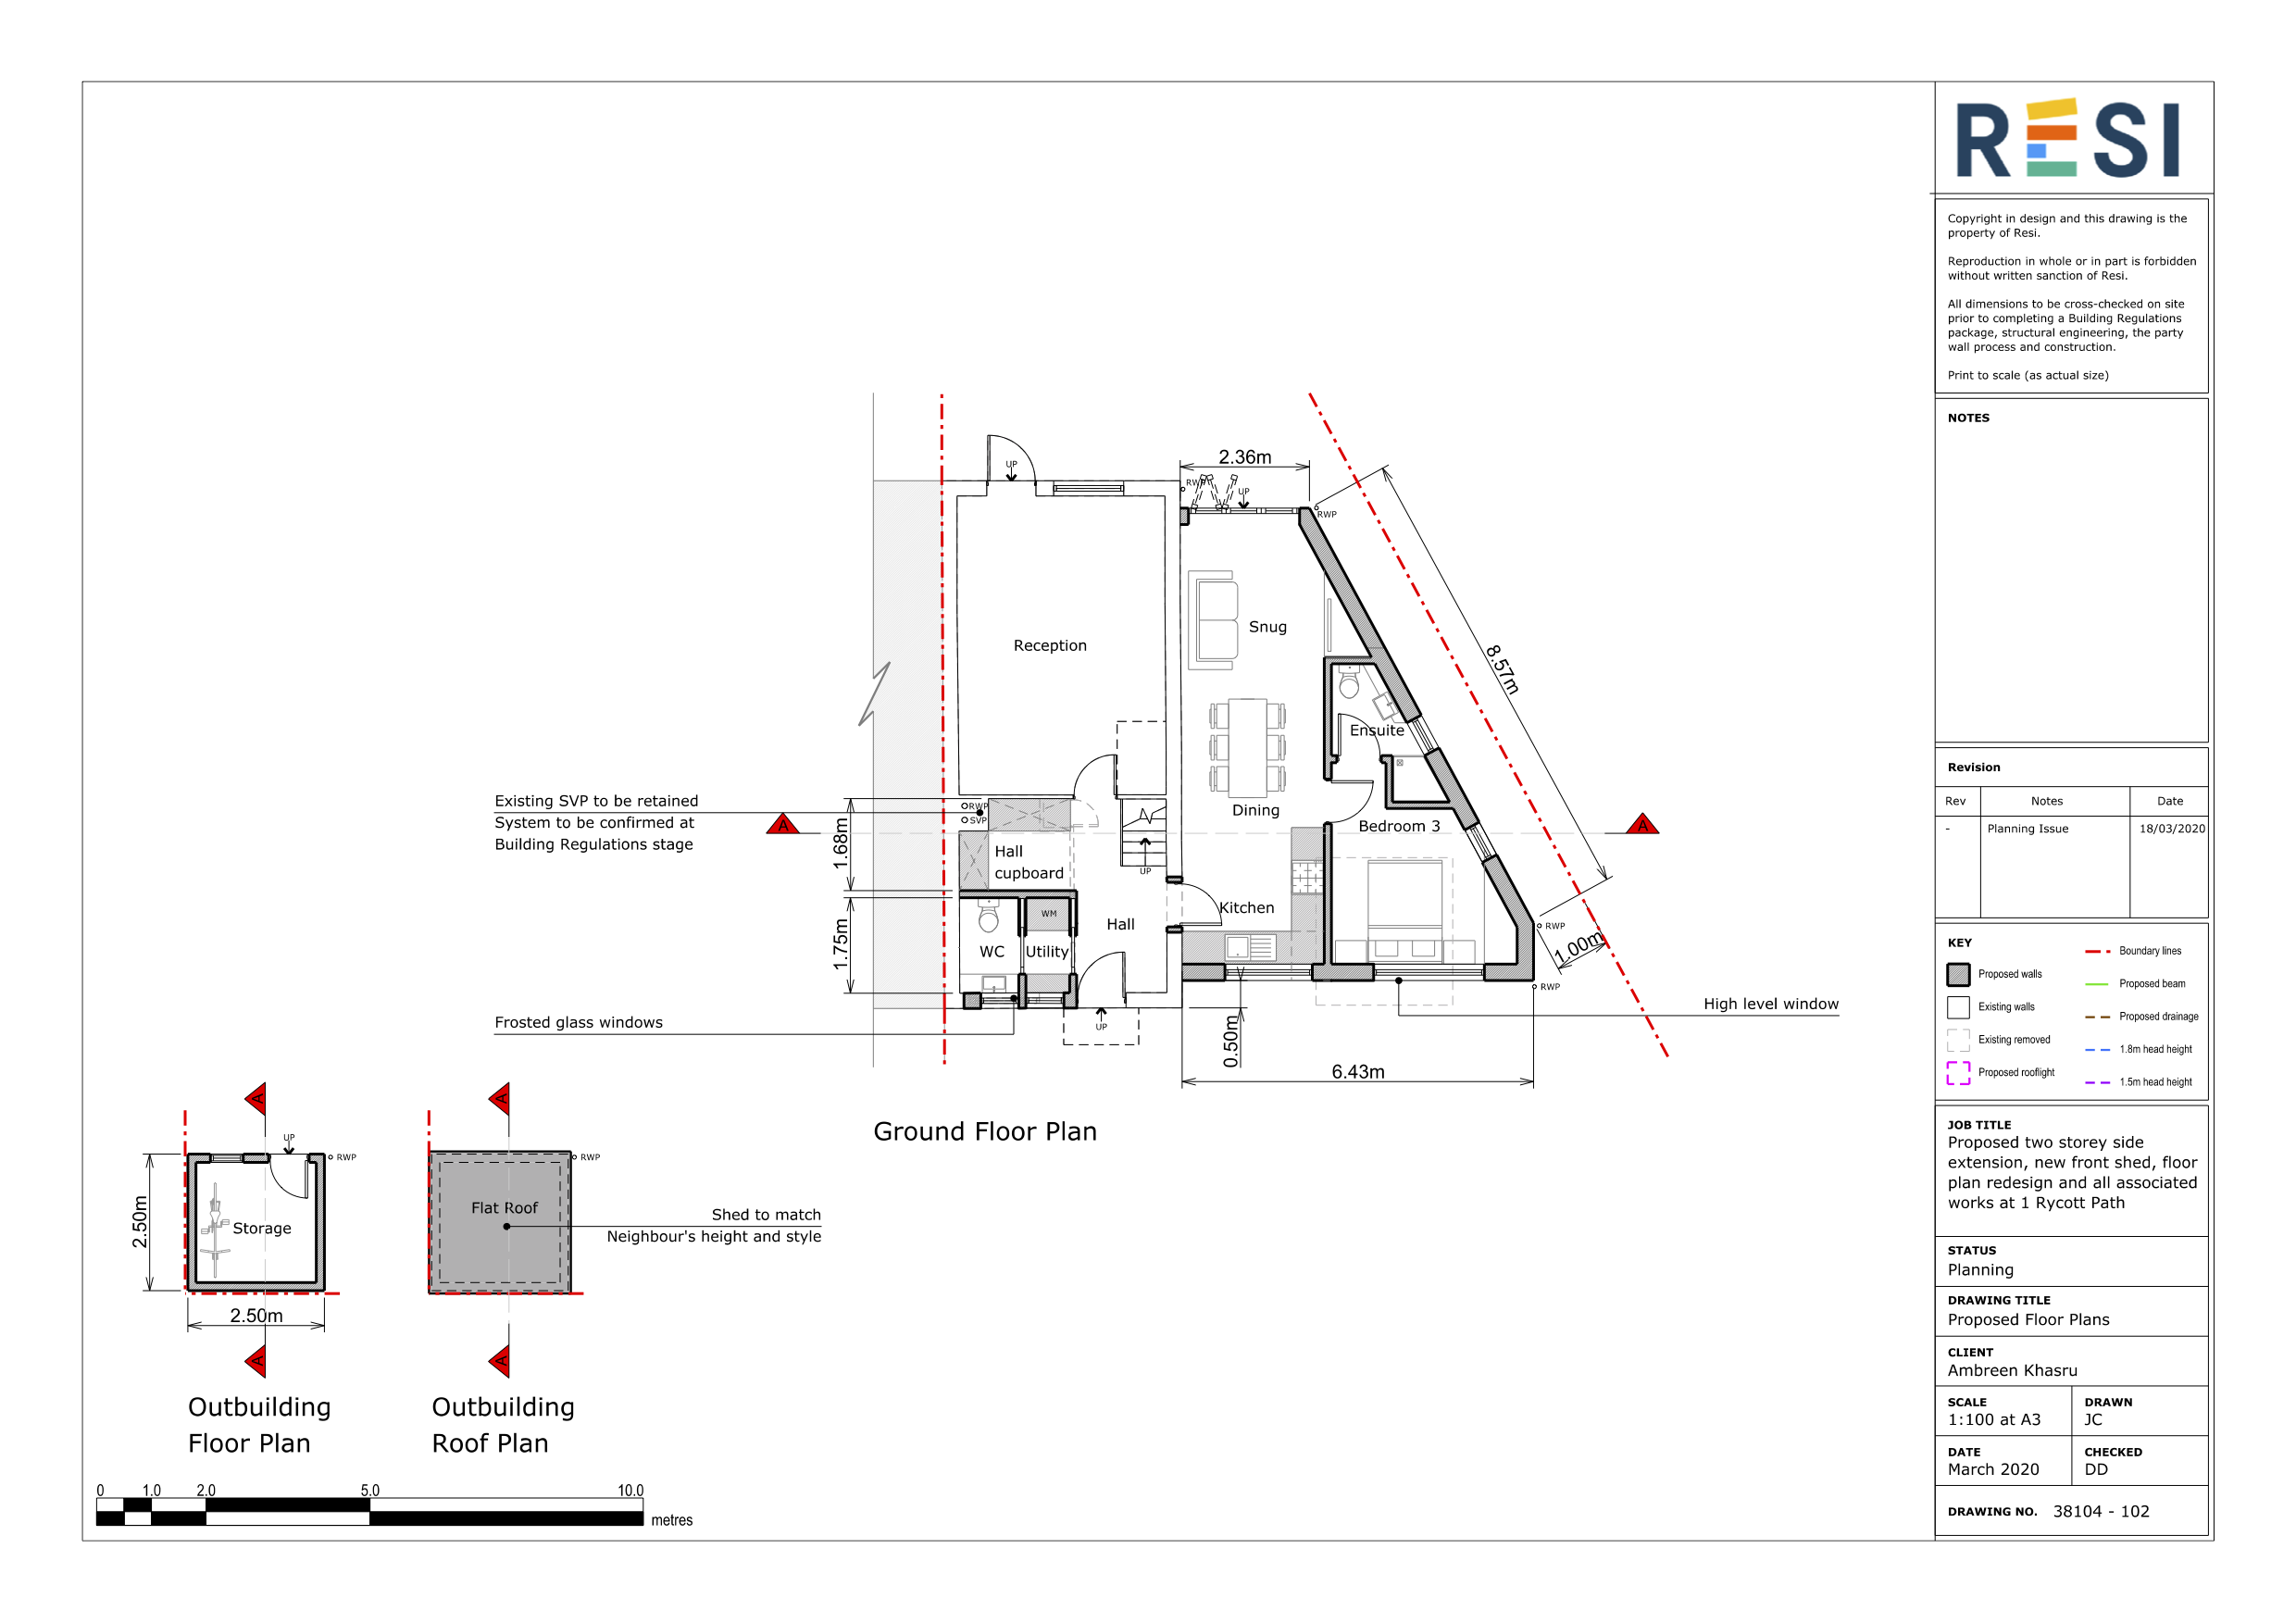 RESI
Copyright in design and this drawing is the
property of Resi.
Reproduction in whole or in part is forbidden
without written sanction of Resi.
All dimensions to be cross-checked on site
prior to completing a Building Regulations
package, structural engineering, the party
wall process and construction.
Print to scale (as actual size)
NOTES
Revision
Rev Notes Date
- Planning Issue 18/03/2020
KEY
Proposed walls
Existing walls
Existing removed
Proposed rooflight
Boundary lines
Proposed beam
Proposed drainage
1.8m head height
1.5m head height
JOB TITLE
Proposed two storey side
extension, new front shed, floor
plan redesign and all associated
works at 1 Rycott Path
STATUS
Planning
DRAWING TITLE
Proposed Floor Plans
CLIENT
Ambreen Khasru
SCALE
1:100 at A3
DRAWN
JC
DATE
March 2020
CHECKED
DD
DRAWING NO. 38104 - 102
2.36m
UP
RWP
UP
RWP
Snug
Reception
8.57m
Ensuite
Existing SVP to be retained
System to be confirmed at
Building Regulations stage
RWP
SVP
A
A
1.68m
Dining
Bedroom 3
Hall
cupboard
UP
WM
Kitchen
Hall
RWP
1.75m
WC
Utility
1.00m
RWP
High level window
Frosted glass windows
UP
0.50m
6.43m
Ground Floor Plan
A
A
UP
RWP
RWP
2.50m
Storage
Flat Roof
Shed to match
Neighbour's height and style
2.50m
A
A
Outbuilding
Floor Plan
Outbuilding
Roof Plan
0 1.0 2.0 5.0 10.0
metres